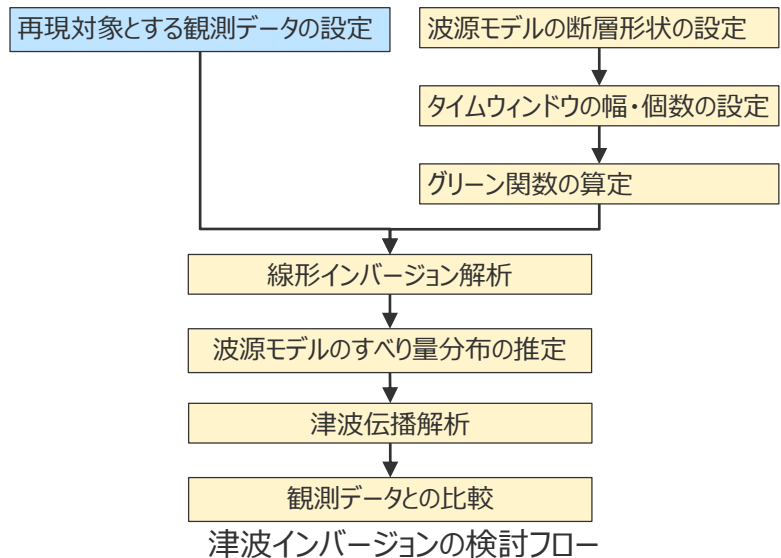 再現対象とする観測データの設定
波源モデルの断層形状の設定
タイムウィンドウの幅・個数の設定
グリーン関数の算定
線形インバージョン解析
波源モデルのすべり量分布の推定
津波伝播解析
観測データとの比較
津波インバージョンの検討フロー